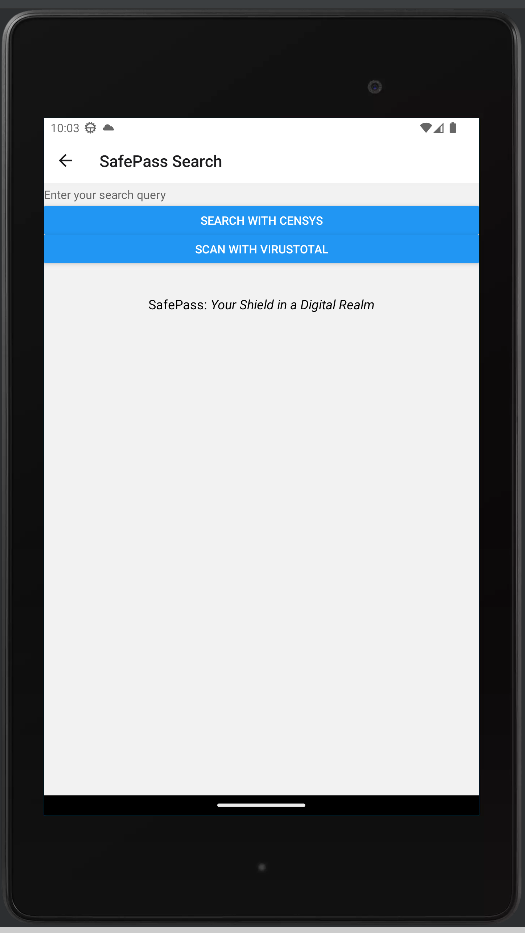 10:03
SafePass Search
Enter your search query
SEARCH WITH CENSYS
SCAN WITH VIRUSTOTAL
SafePass: Your Shield in a Digital Realm